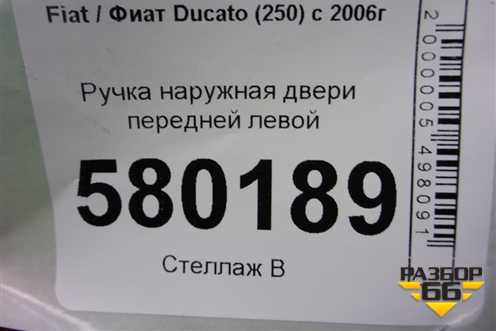 Fiat / Фиат Ducato (250) с 2006г
Ручка наружная двери
передней левой
580189
Стеллаж В
2000005498091
РАЗБОР
66